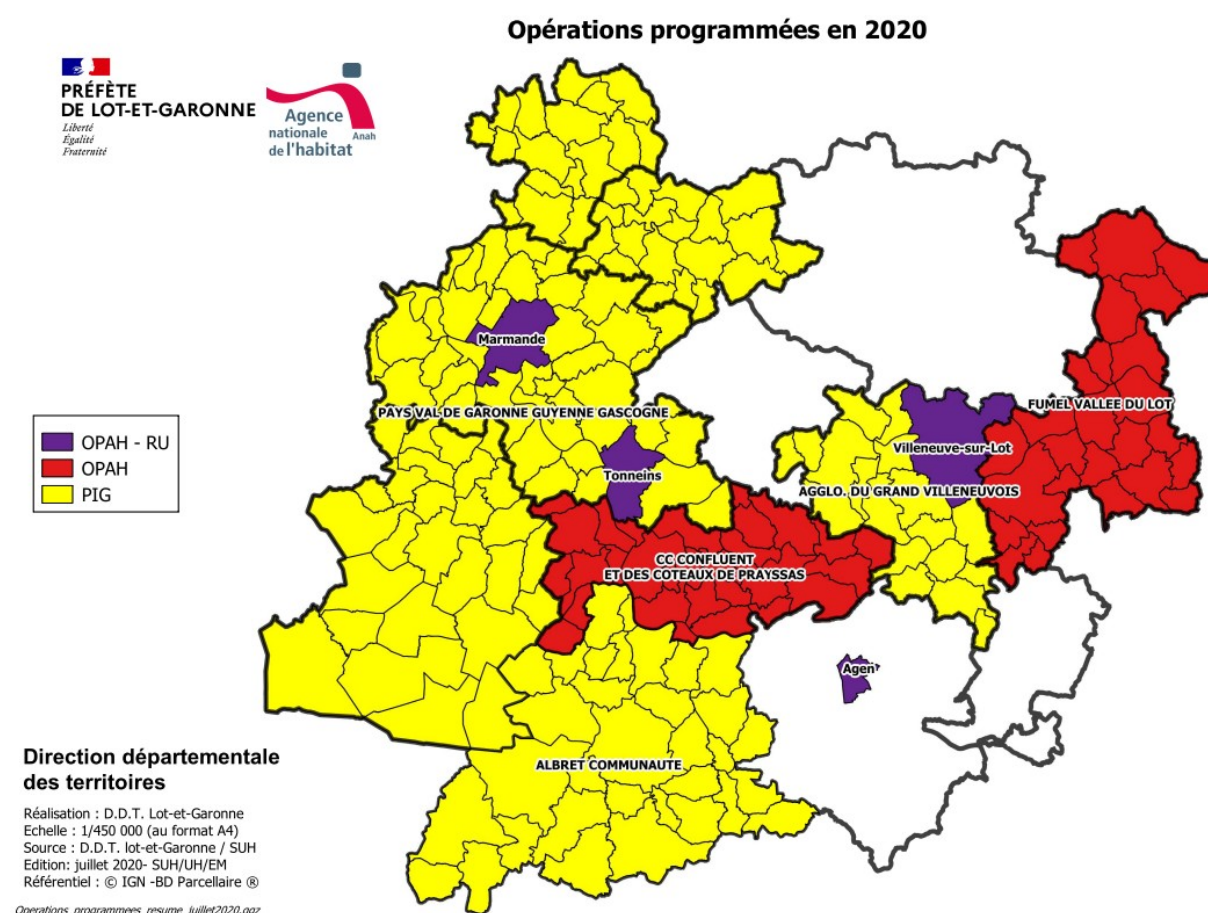 Opérations programmées en 2020
PRÉFÈTE
DE LOT-ET-GARONNE
Liberté
Égalité
Fraternité
Agence
nationale
de l'habitat
Anah
Marmande
PAYS VAL DE GARONNE GUYENNE GASCOGNE
FUMEL VALLEE DU LOT
OPAH - RU
OPAH
PIG
Villeneuve-sur-Lot
Tonneins
AGGLO. DU GRAND VILLENEUVOIS
CC CONFLUENT
ET DES COTEAUX DE PRAYSSAS
Agen
ALBRET COMMUNAUTE
Direction départementale
des territoires
Réalisation : D.D.T. Lot-et-Garonne
Echelle : 1/450 000 (au format A4)
Source : D.D.T. lot-et-Garonne / SUH
Edition: juillet 2020- SUH/UH/EM
Référentiel : © IGN -BD Parcellaire ®
Operations_programmees_resume_juillet2020.qgz